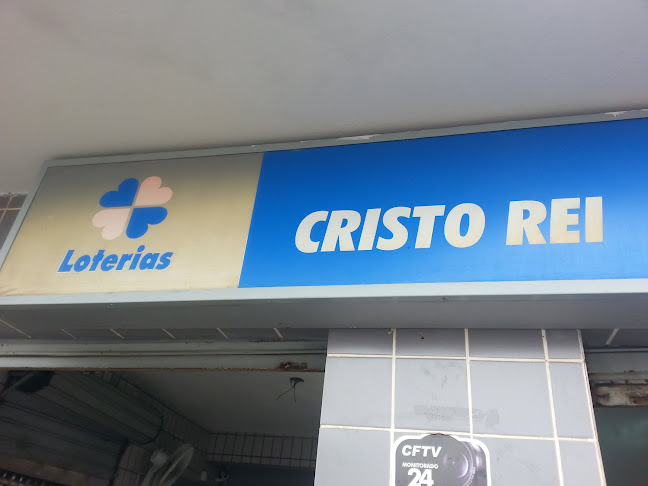 Loterias
CRISTO REI
CFTV
MONITORADO
24